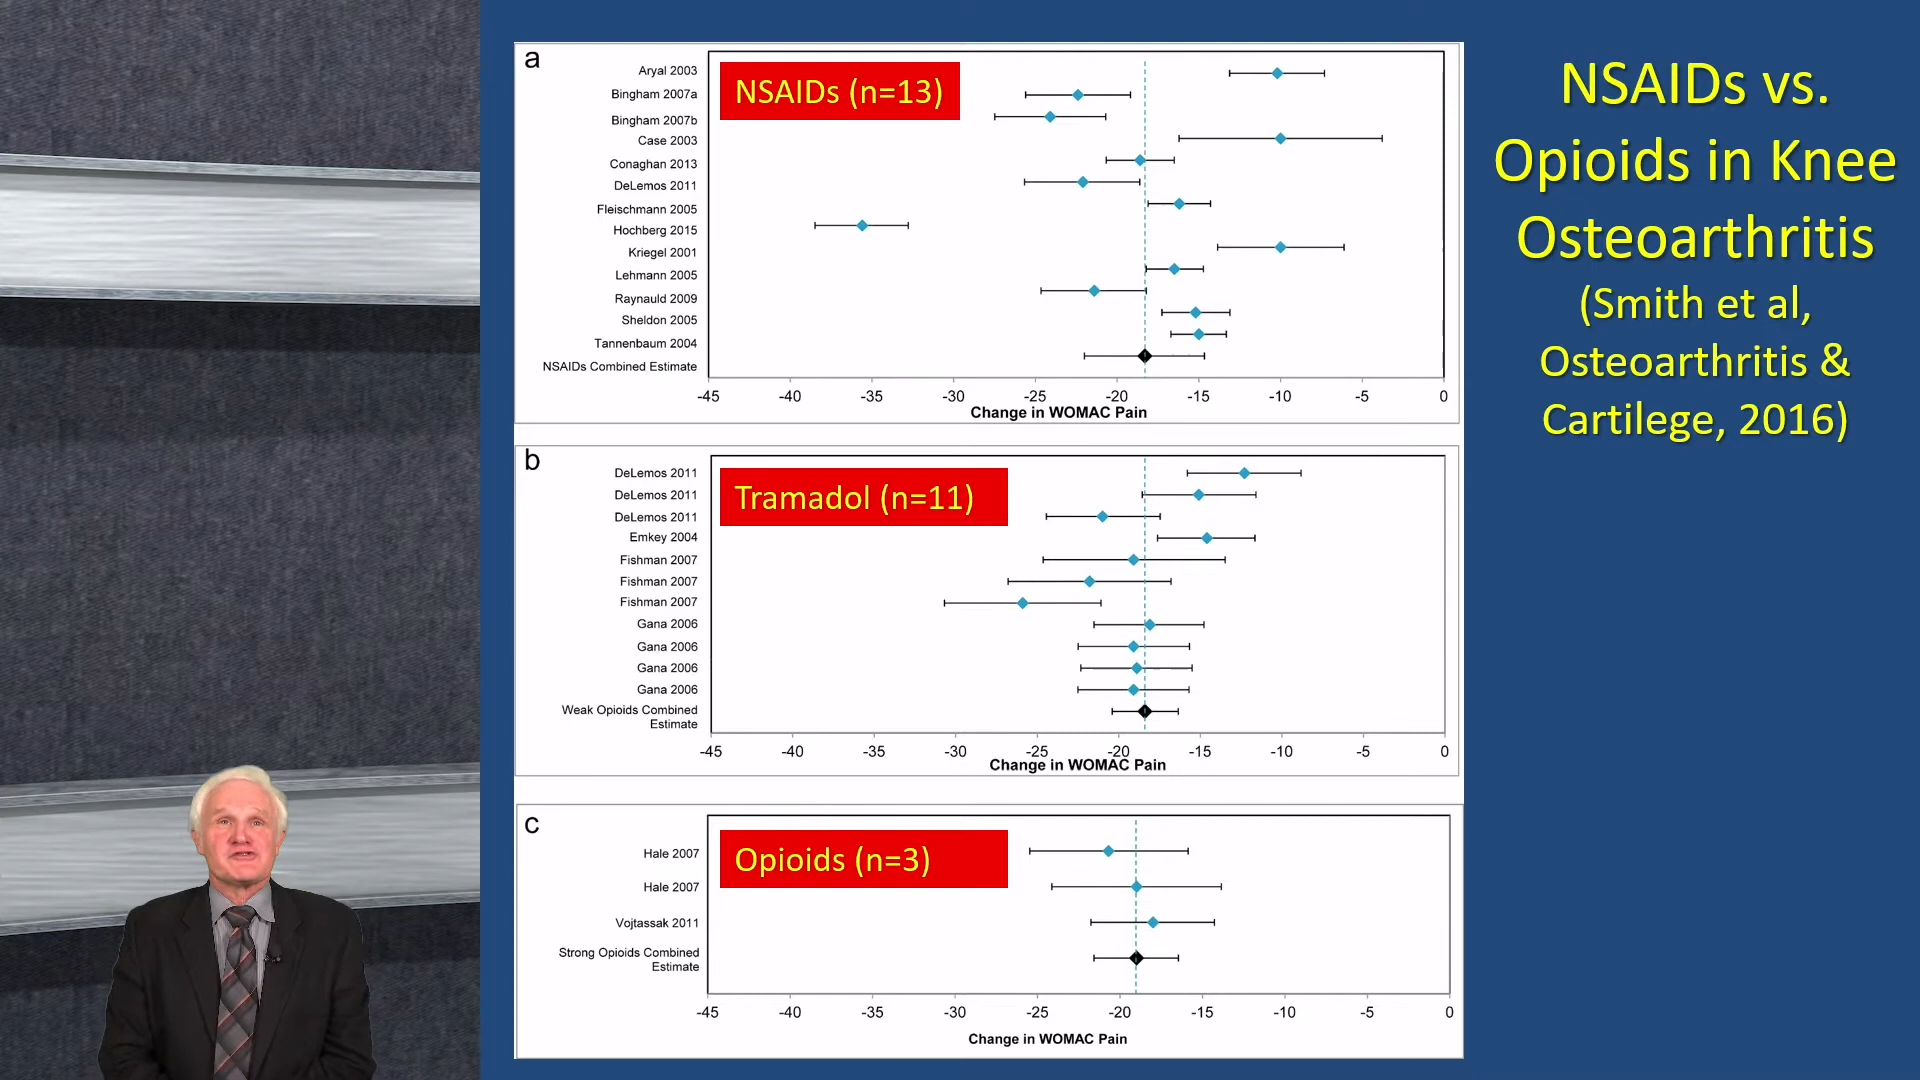 a
NSAIDs (n=13)
Aryal 2003
Bingham 2007a
Bingham 2007b
Case 2003
Conaghan 2013
DeLemos 2011
Fleischmann 2005
Hochberg 2015
Kriegel 2001
Lehmann 2005
Raynauld 2009
Sheldon 2005
Tannenbaum 2004
NSAIDs Combined Estimate
-45 -40 -35 -30 -25 -20 -15 -10 -5 0
Change in WOMAC Pain
b
Tramadol (n=11)
DeLemos 2011
DeLemos 2011
DeLemos 2011
Emkey 2004
Fishman 2007
Fishman 2007
Fishman 2007
Gana 2006
Gana 2006
Gana 2006
Gana 2006
Weak Opioids Combined
Estimate
-45 -40 -35 -30 -25 -20 -15 -10 -5 0
Change in WOMAC Pain
c
Opioids (n=3)
Hale 2007
Hale 2007
Vojtassak 2011
Strong Opioids Combined
Estimate
-45 -40 -35 -30 -25 -20 -15 -10 -5 0
Change in WOMAC Pain
NSAIDs vs.
Opioids in Knee
Osteoarthritis
(Smith et al,
Osteoarthritis &
Cartilege, 2016)